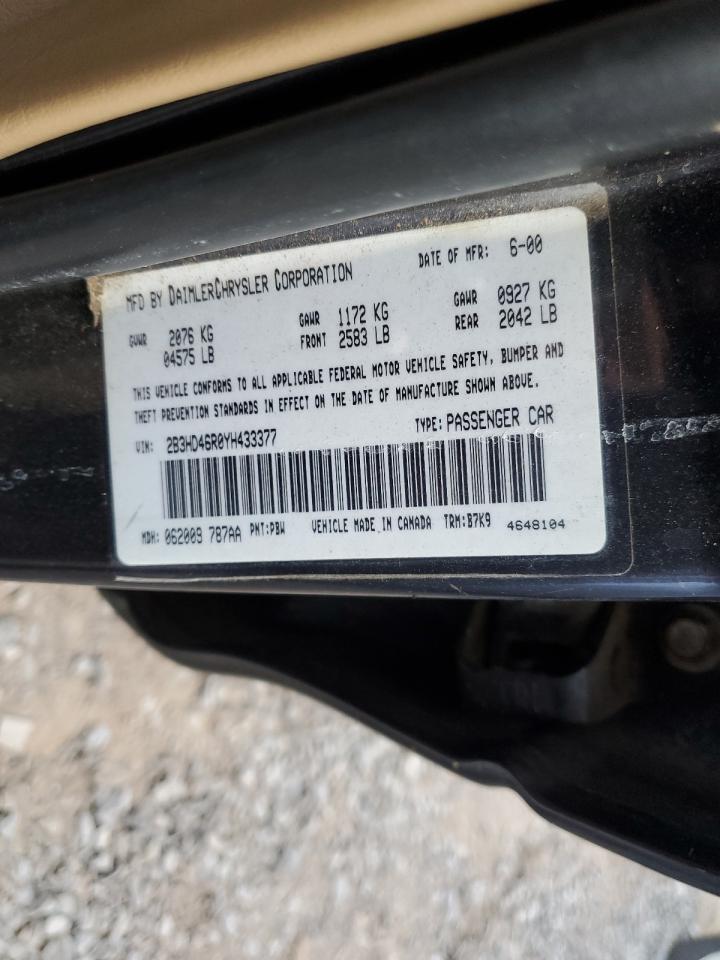 MFD BY DAIMLERCHRYSLER CORPORATION DATE OF MFR: 6-00
GVWR 2076 KG GAWR 1172 KG GAWR 0927 KG
04575 LB FRONT 2583 LB REAR 2042 LB
THIS VEHICLE CONFORMS TO ALL APPLICABLE FEDERAL MOTOR VEHICLE SAFETY, BUMPER AND
THEFT PREVENTION STANDARDS IN EFFECT ON THE DATE OF MANUFACTURE SHOWN ABOVE.
VIN: 2B3HD46R0YH433377 TYPE: PASSENGER CAR
MDH: 062009 787AA PNT: PBW VEHICLE MADE IN CANADA TRM: B7K9 4648104